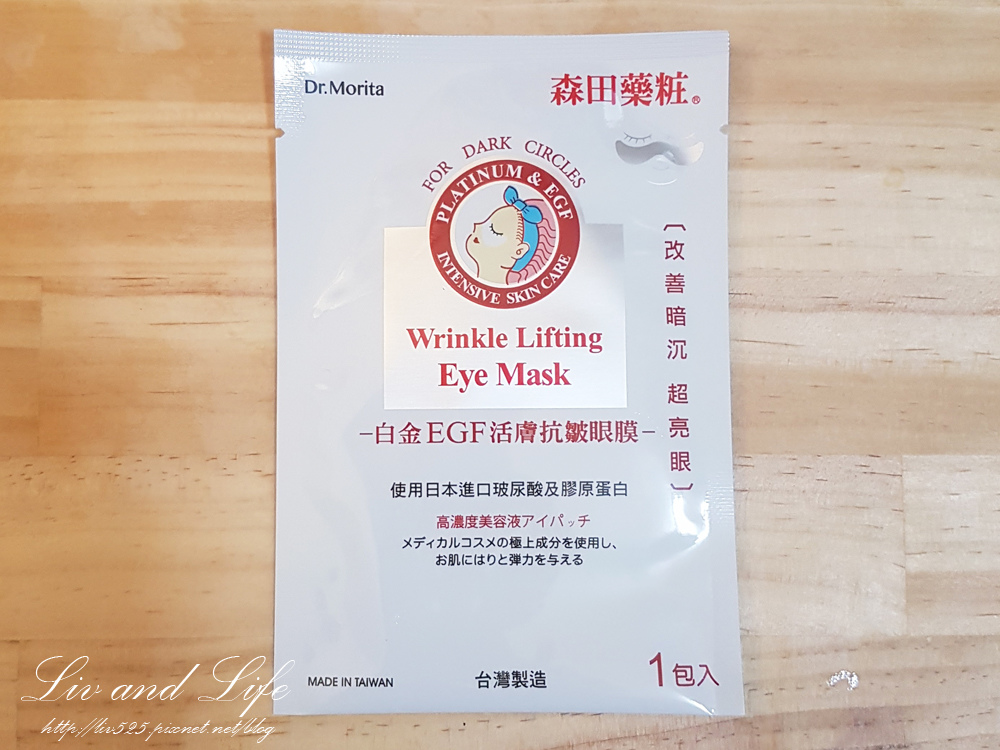 Dr.Morita
森田藥粧®
FOR DARK CIRCLES
PLATINUM & EGF
INTENSIVE SKIN CARE
Wrinkle Lifting
Eye Mask
－白金EGF活膚抗皺眼膜－
〔改善暗沉 超亮眼〕
使用日本進口玻尿酸及膠原蛋白
高濃度美容液アイパッチ
メディカルコスメの極上成分を使用し、
お肌にはりと弾力を与える
MADE IN TAIWAN
台灣製造
1包入
Liv and Life
http://liv525.pixnet.net/blog